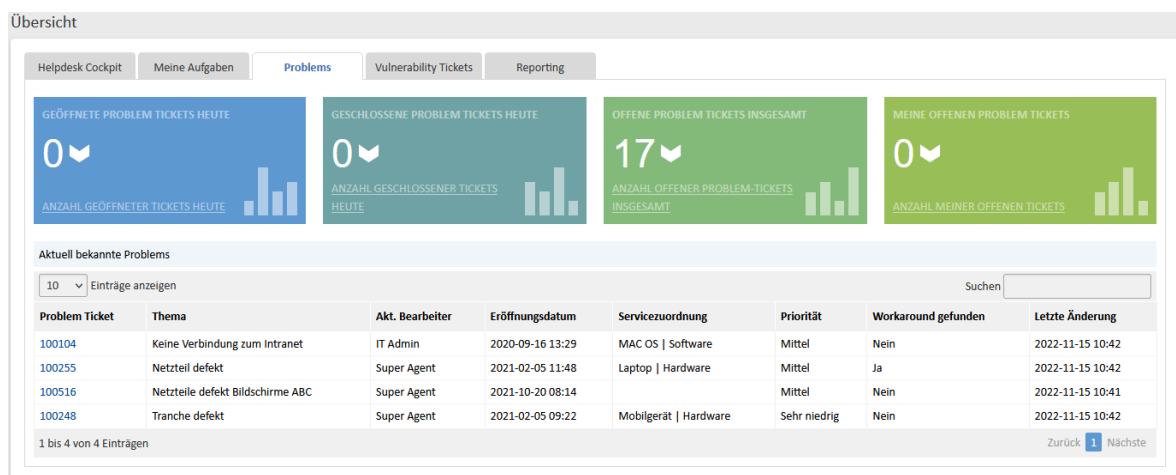 Übersicht
Helpdesk Cockpit Meine Aufgaben Problems Vulnerability Tickets Reporting
GEÖFFNETE PROBLEM TICKETS HEUTE
0
ANZAHL GEÖFFNETER TICKETS HEUTE
GESCHLOSSENE PROBLEM TICKETS HEUTE
0
ANZAHL GESCHLOSSENER TICKETS
HEUTE
OFFENE PROBLEM TICKETS INSGESAMT
17
ANZAHL OFFENER PROBLEM-TICKETS
INSGESAMT
MEINE OFFENEN PROBLEM TICKETS
0
ANZAHL MEINER OFFENEN TICKETS
Aktuell bekannte Problems
10 Einträge anzeigen Suchen
Problem Ticket Thema Akt. Bearbeiter Eröffnungsdatum Servicezuordnung Priorität Workaround gefunden Letzte Änderung
100104 Keine Verbindung zum Intranet IT Admin 2020-09-16 13:29 MAC OS | Software Mittel Nein 2022-11-15 10:42
100255 Netzteil defekt Super Agent 2021-02-05 11:48 Laptop | Hardware Mittel Ja 2022-11-15 10:42
100516 Netzteile defekt Bildschirme ABC Super Agent 2021-10-20 08:14 Mittel Nein 2022-11-15 10:41
100248 Tranche defekt Super Agent 2021-02-05 09:22 Mobilgerät | Hardware Sehr niedrig Nein 2022-11-15 10:42
1 bis 4 von 4 Einträgen Zurück 1 Nächste